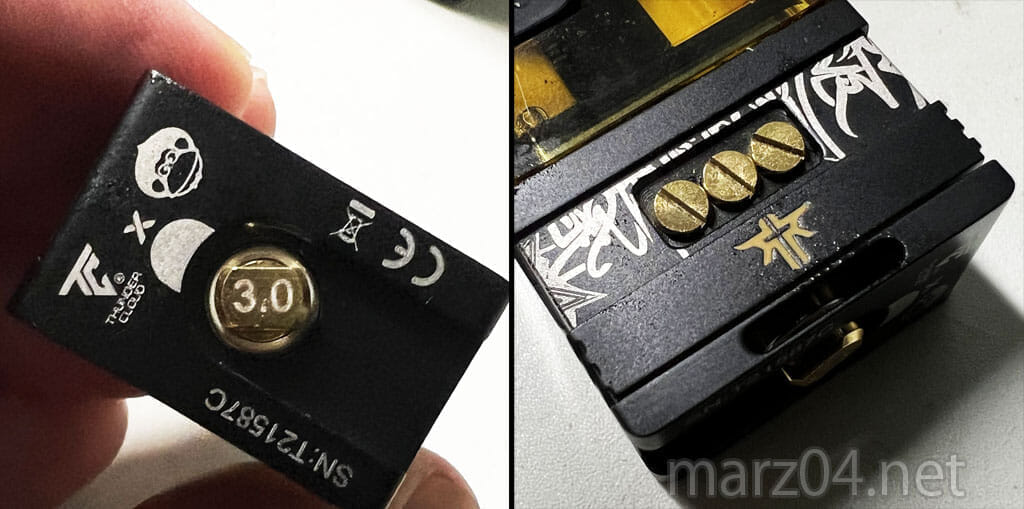 TC®
THUNDER
CLOUD
X
3.0
CE
SN:T21587C
marz04.net